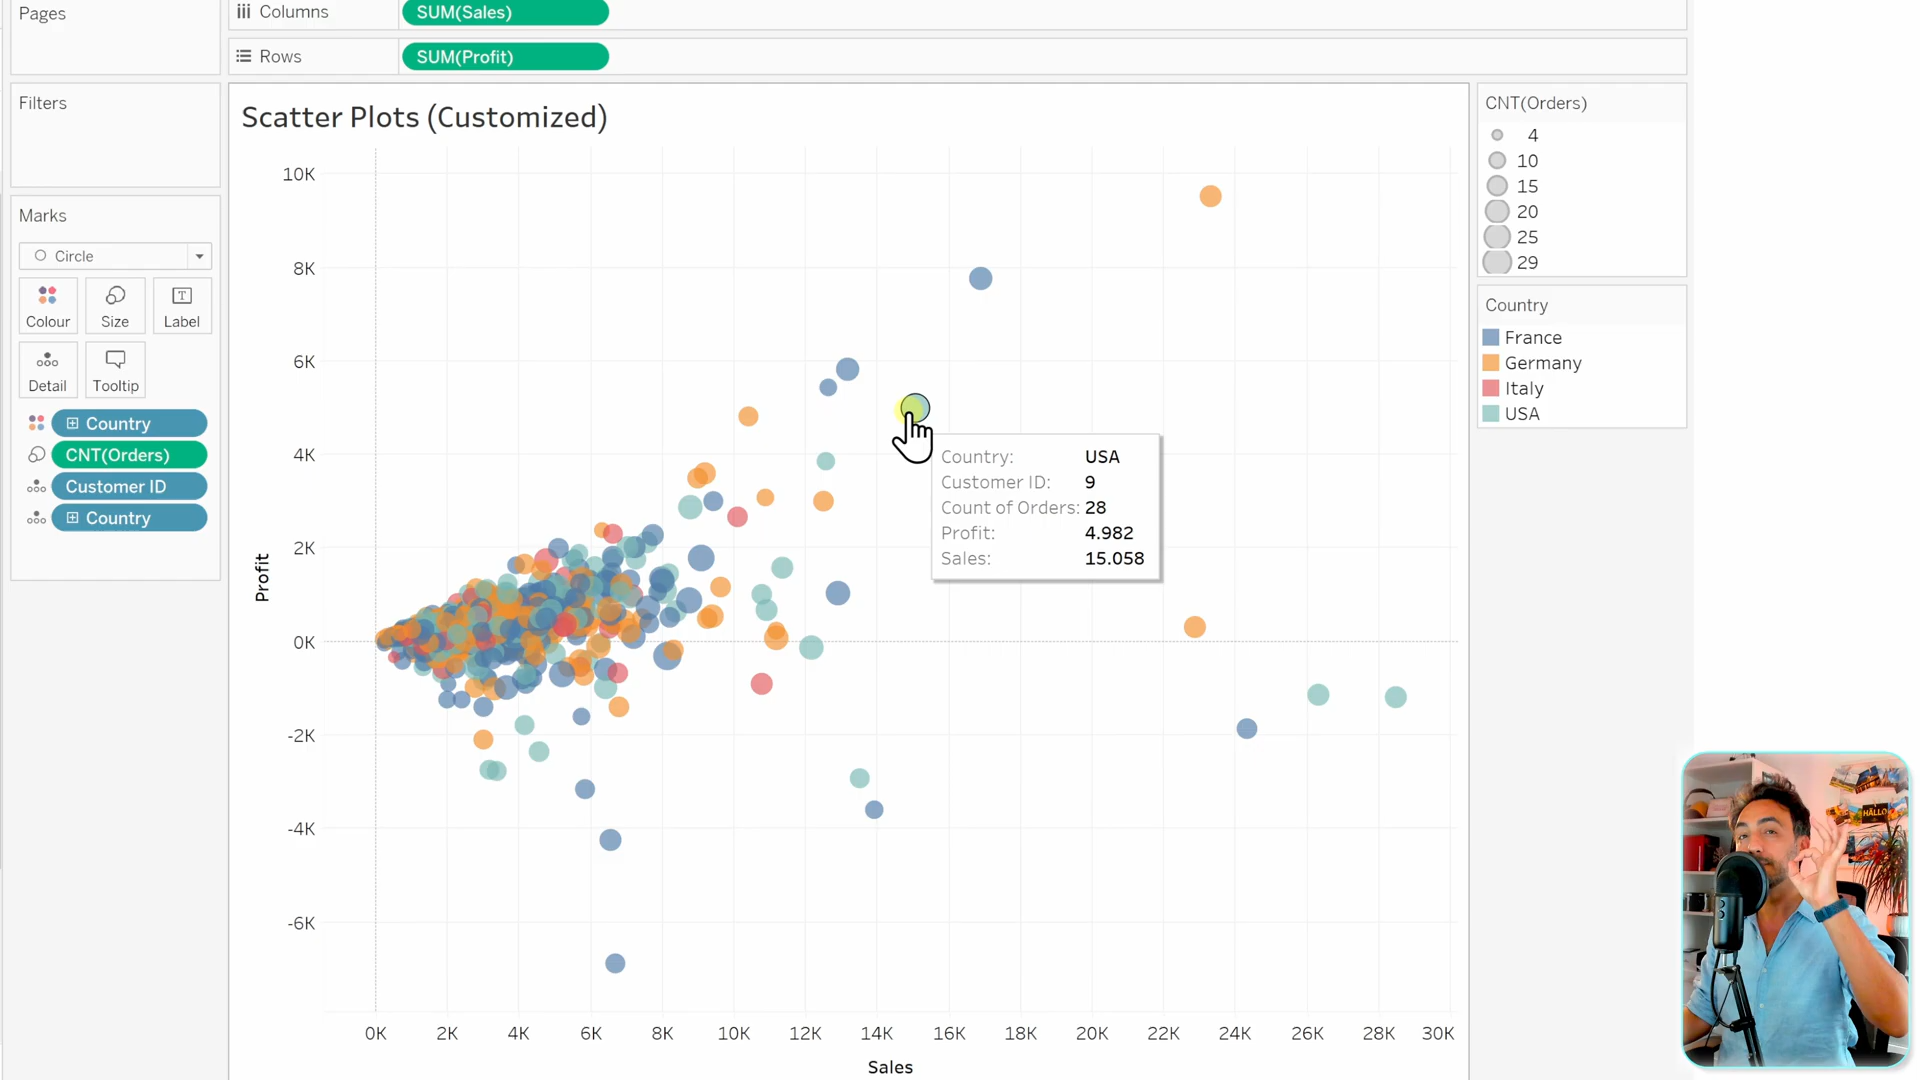 Pages
Columns
SUM(Sales)
Rows
SUM(Profit)
Filters
Marks
Circle
Colour
Size
Label
Detail
Tooltip
Country
CNT(Orders)
Customer ID
Country
Scatter Plots (Customized)
10K
8K
6K
4K
2K
0K
-2K
-4K
-6K
Profit
0K
2K
4K
6K
8K
10K
12K
14K
16K
18K
20K
22K
24K
26K
28K
30K
Sales
Country: USA
Customer ID: 9
Count of Orders: 28
Profit: 4.982
Sales: 15.058
CNT(Orders)
4
10
15
20
25
29
Country
France
Germany
Italy
USA
HALLO